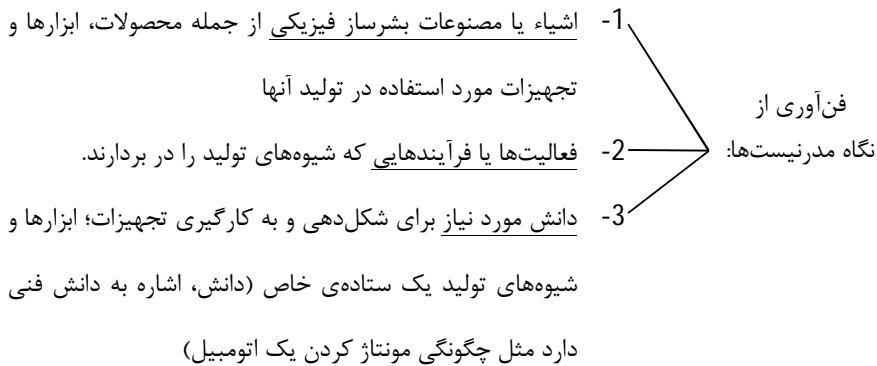 فن‌آوری از
نگاه مدرنیست‌ها:
1- اشیاء یا مصنوعات بشرساز فیزیکی از جمله محصولات، ابزارها و
تجهیزات مورد استفاده در تولید آنها
2- فعالیت‌ها یا فرآیندهایی که شیوه‌های تولید را در بردارند.
3- دانش مورد نیاز برای شکل‌دهی و به کارگیری تجهیزات؛ ابزارها و
شیوه‌های تولید یک ستاده‌ی خاص (دانش، اشاره به دانش فنی
دارد مثل چگونگی مونتاژ کردن یک اتومبیل)